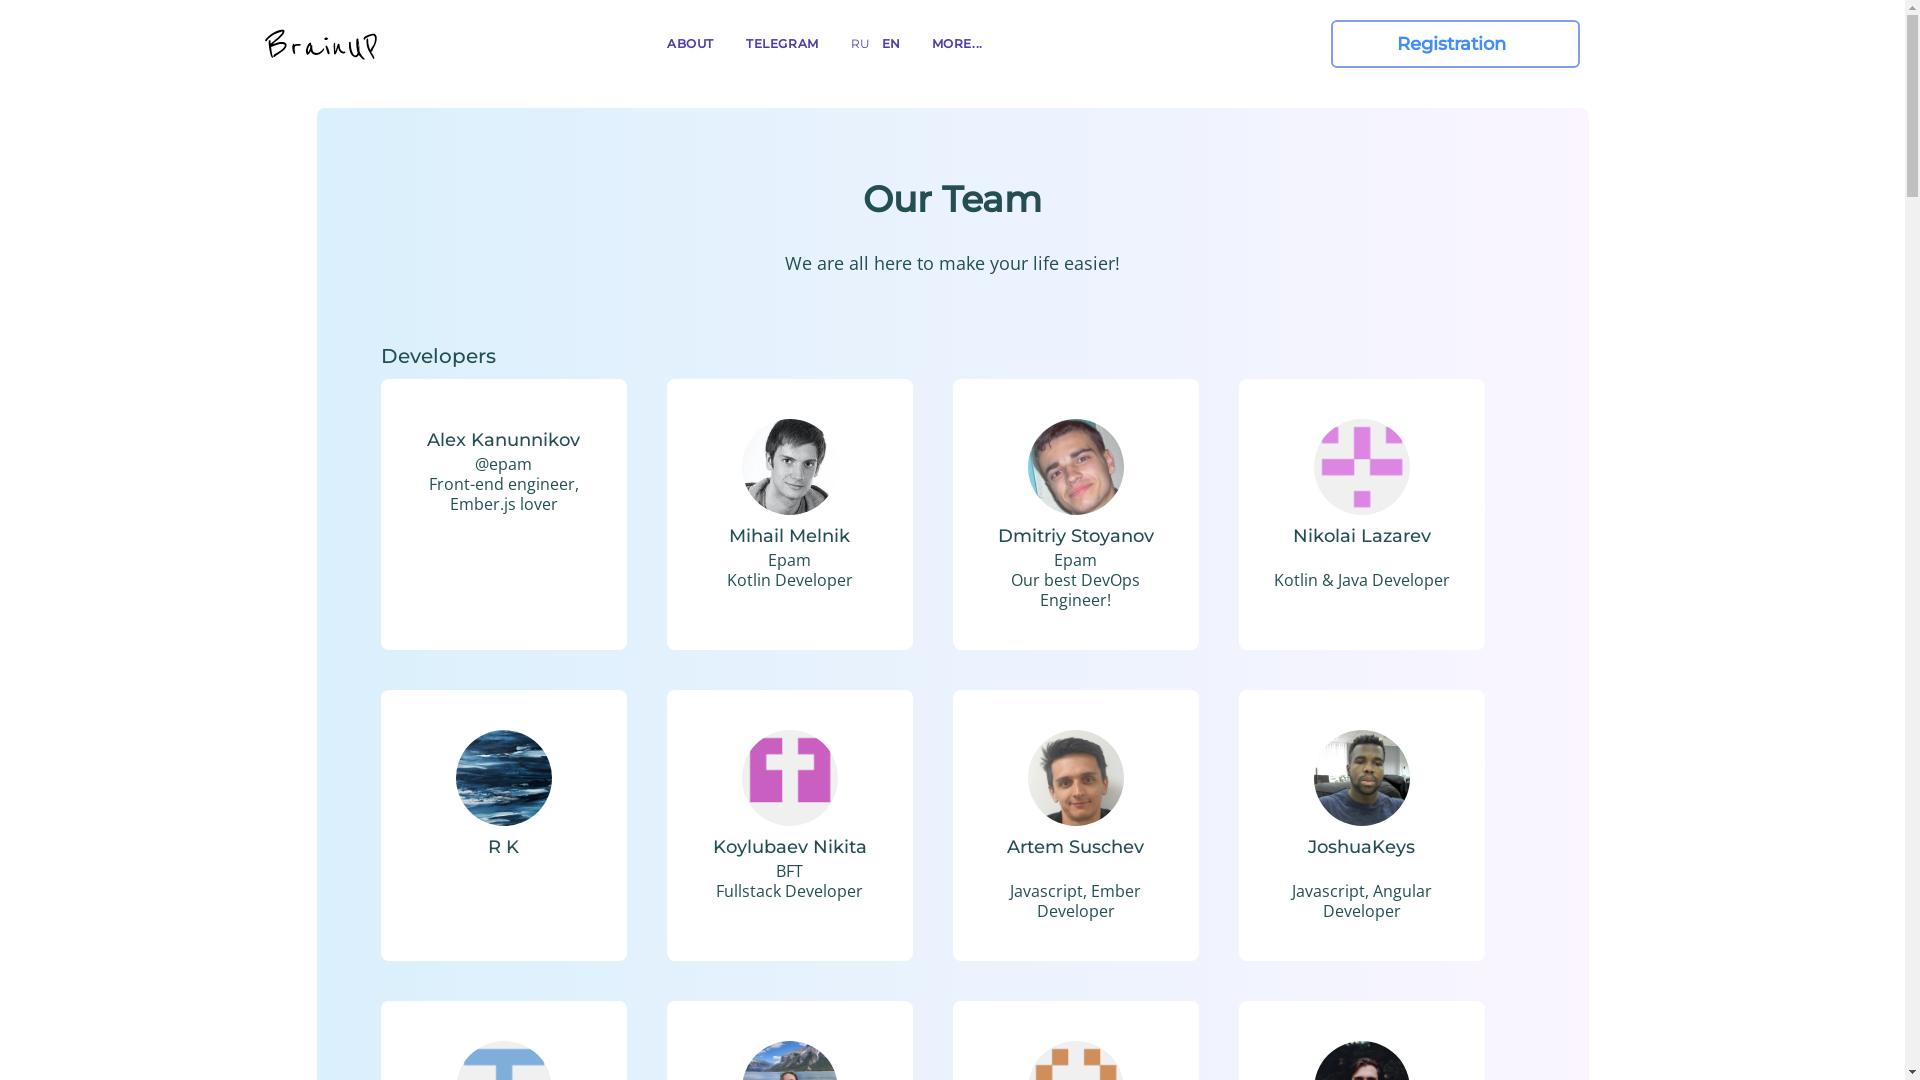 BrainUP
ABOUT
TELEGRAM
RU
EN
MORE...
Registration
Our Team
We are all here to make your life easier!
Developers
Alex Kanunnikov
@epam
Front-end engineer,
Ember.js lover
Mihail Melnik
Epam
Kotlin Developer
Dmitriy Stoyanov
Epam
Our best DevOps
Engineer!
Nikolai Lazarev
Kotlin & Java Developer
R K
Koylubaev Nikita
BFT
Fullstack Developer
Artem Suschev
Javascript, Ember
Developer
JoshuaKeys
Javascript, Angular
Developer